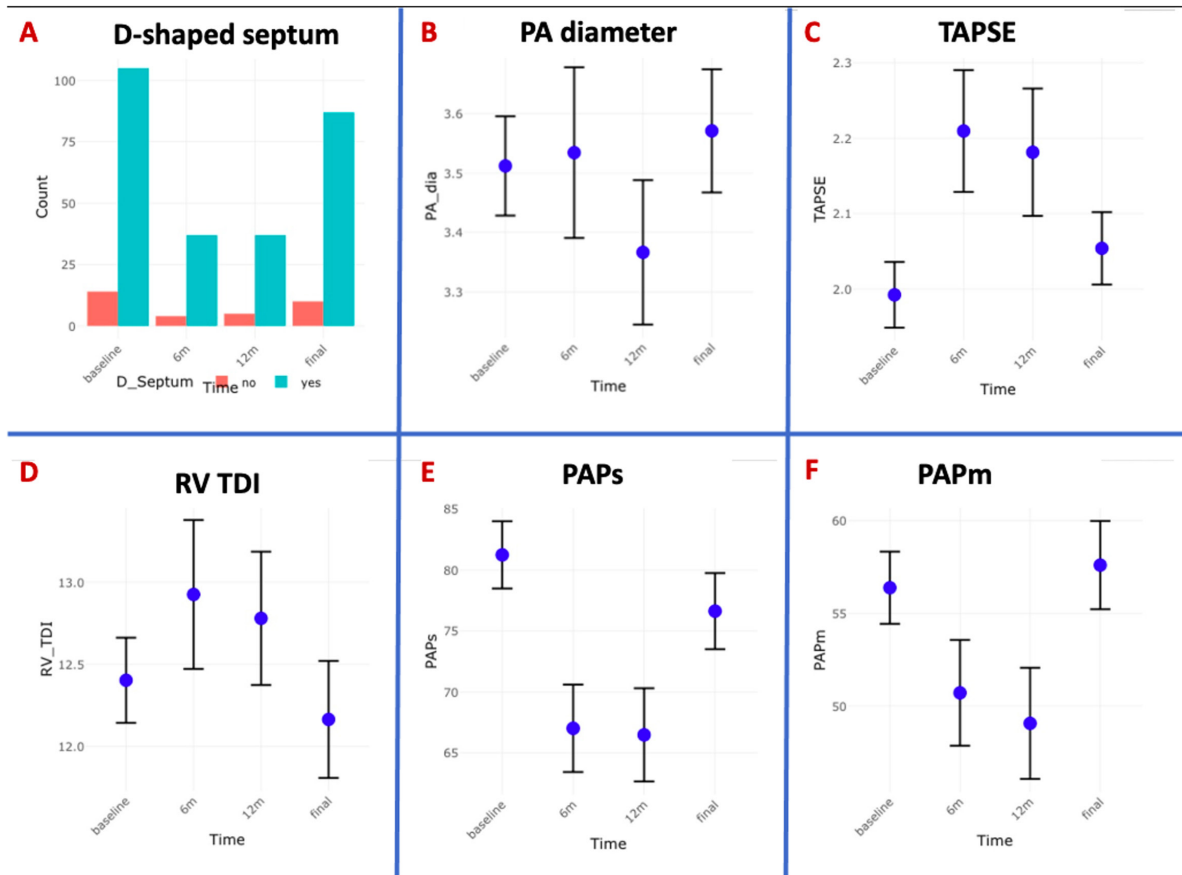 A
D-shaped septum
100
75
50
25
0
Count
baseline
6m
12m
final
Time
D_Septum
no
yes
B
PA diameter
3.6
3.5
3.4
3.3
PA_dia
baseline
6m
12m
final
Time
C
TAPSE
2.3
2.2
2.1
2.0
TAPSE
baseline
6m
12m
final
Time
D
RV TDI
13.0
12.5
12.0
RV_TDI
baseline
6m
12m
final
Time
E
PAPs
85
80
75
70
65
PAPs
baseline
6m
12m
final
Time
F
PAPm
60
55
50
PAPm
baseline
6m
12m
final
Time